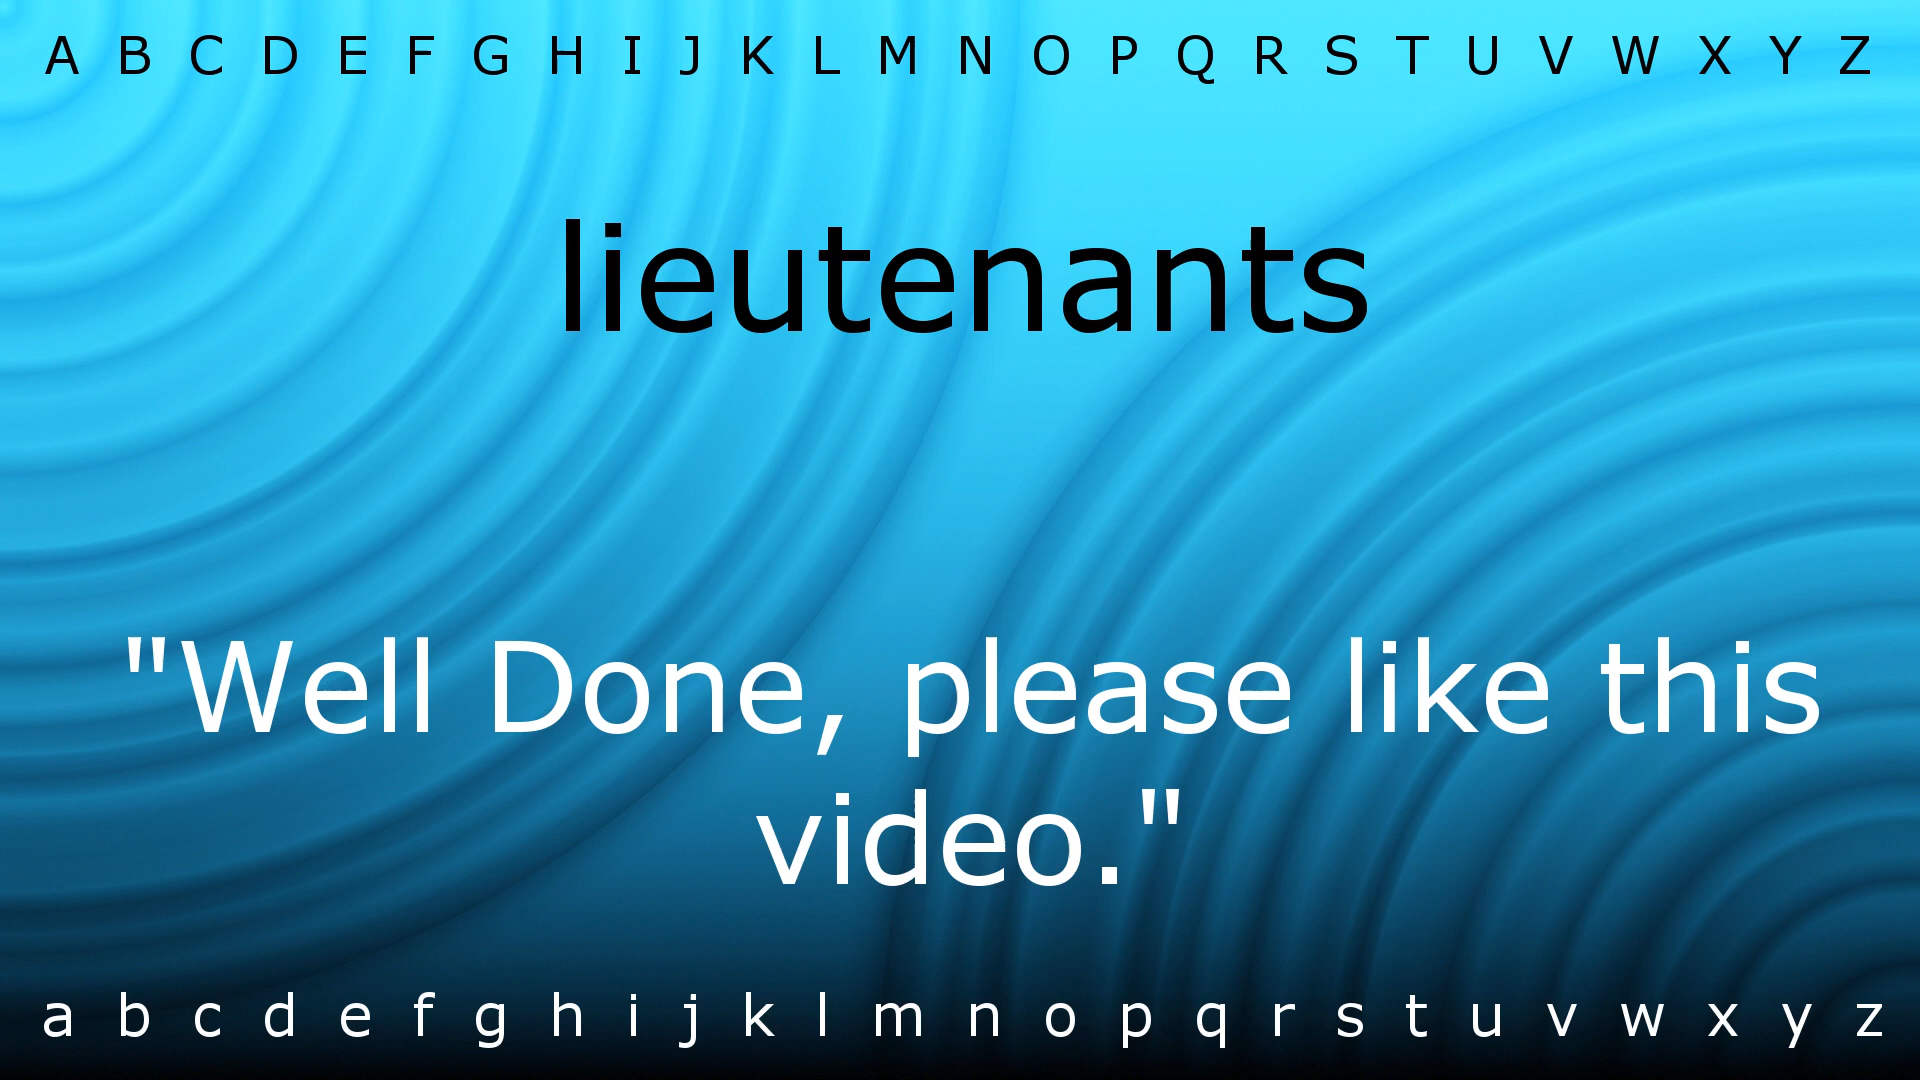 A B C D E F G H I J K L M N O P Q R S T U V W X Y Z
lieutenants
"Well Done, please like this
video."
a b c d e f g h i j k l m n o p q r s t u v w x y z